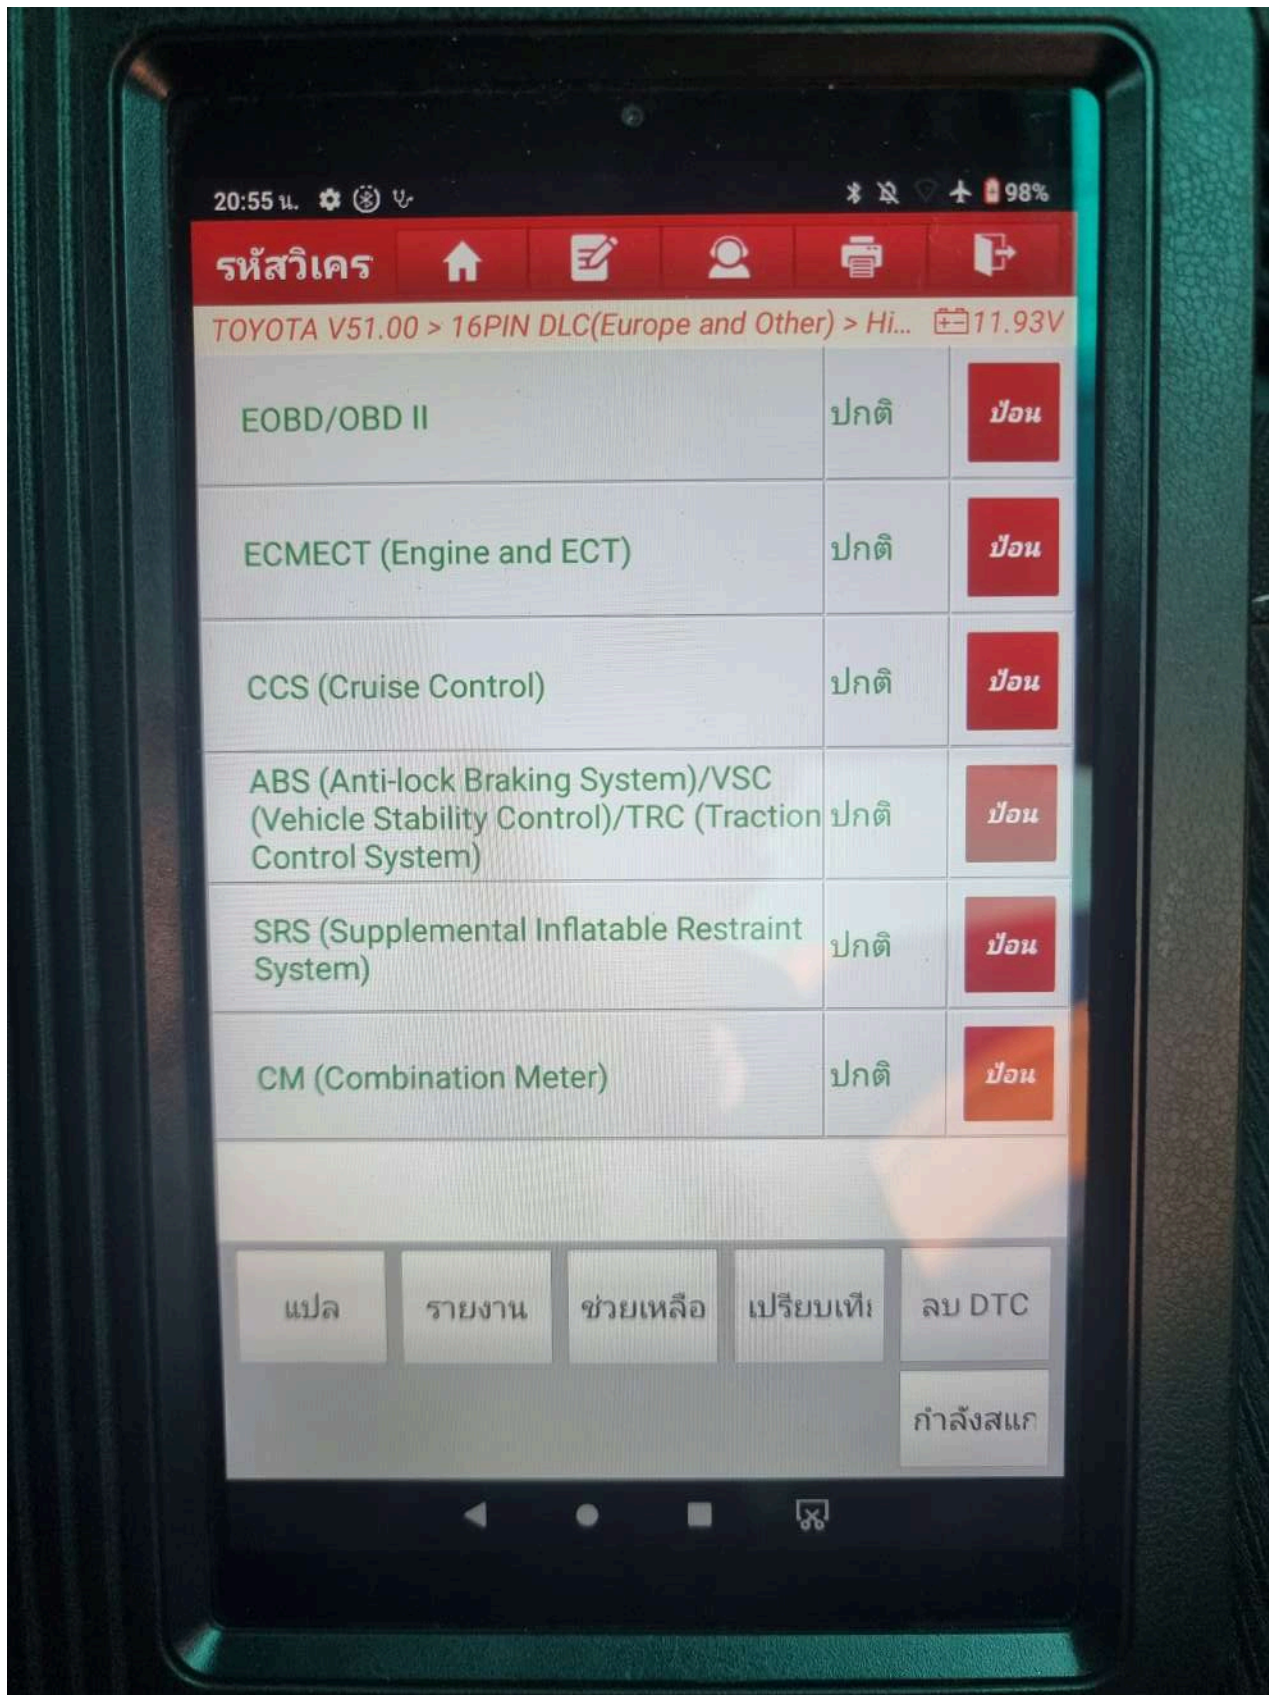 20:55 น. 98%
รหัสวิเคร
TOYOTA V51.00 > 16PIN DLC(Europe and Other) > Hi... 11.93V
EOBD/OBD II ปกติ ป้อน
ECMECT (Engine and ECT) ปกติ ป้อน
CCS (Cruise Control) ปกติ ป้อน
ABS (Anti-lock Braking System)/VSC
(Vehicle Stability Control)/TRC (Traction ปกติ ป้อน
Control System)
SRS (Supplemental Inflatable Restraint
System) ปกติ ป้อน
CM (Combination Meter) ปกติ ป้อน
แปล รายงาน ช่วยเหลือ เปรียบเที ลบ DTC
กำลังสแก